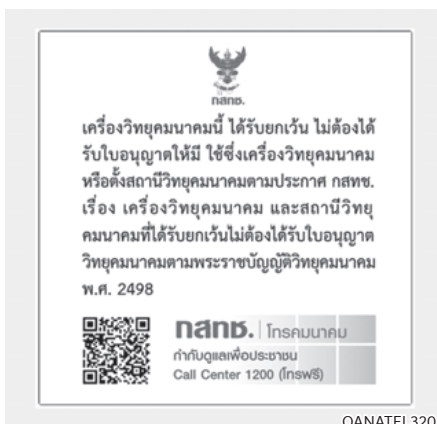 กสทช.
เครื่องวิทยุคมนาคมนี้ ได้รับยกเว้น ไม่ต้องได้
รับใบอนุญาตให้มี ใช้ซึ่งเครื่องวิทยุคมนาคม
หรือตั้งสถานีวิทยุคมนาคมตามประกาศ กสทช.
เรื่อง เครื่องวิทยุคมนาคม และสถานีวิทยุ
คมนาคมที่ได้รับยกเว้นไม่ต้องได้รับใบอนุญาต
วิทยุคมนาคมตามพระราชบัญญัติวิทยุคมนาคม
พ.ศ. 2498
กสทช. | โทรคมนาคม
กำกับดูแลเพื่อประชาชน
Call Center 1200 (โทรฟรี)
OANATEL320